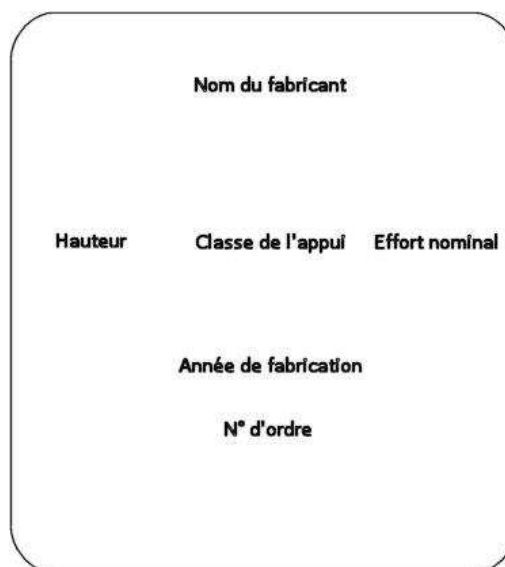 Nom du fabricant
Hauteur Classe de l'appui Effort nominal
Année de fabrication
N° d'ordre